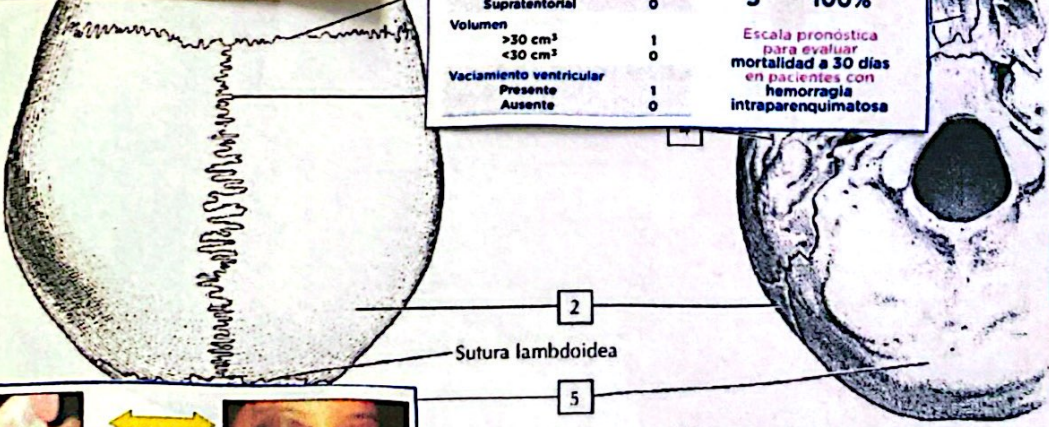 Supratentorial 0
Volumen
>30 cm³ 1
<30 cm³ 0
Vaciamiento ventricular
Presente 1
Ausente 0
5 100%
Escala pronóstica
para evaluar
mortalidad a 30 días
en pacientes con
hemorragia
intraparenquimatosa
4
2
Sutura lambdoidea
5